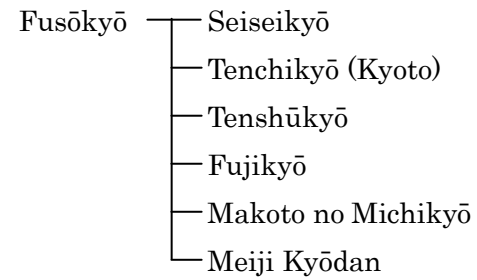 Fusōkyō Seiseikyō
Tenchikyō (Kyoto)
Tenshūkyō
Fujikyō
Makoto no Michikyō
Meiji Kyōdan